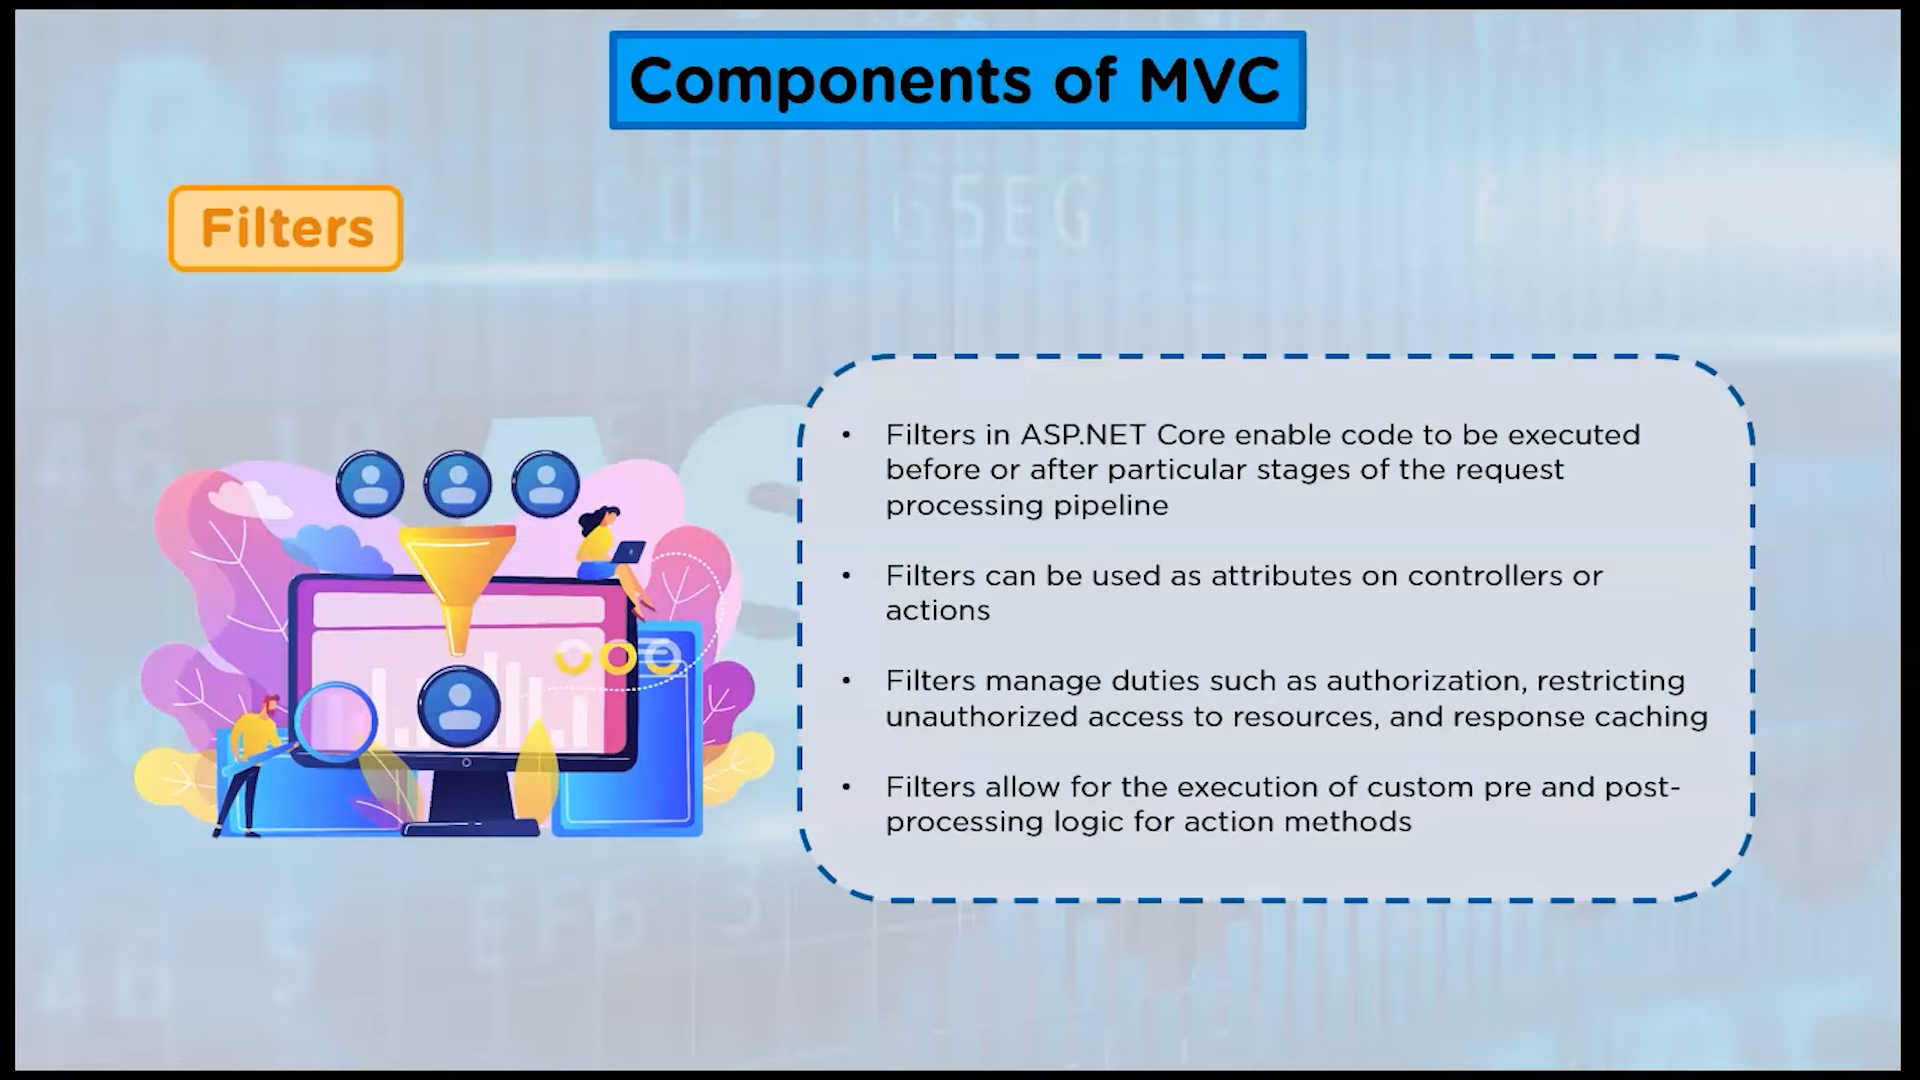 Components of MVC
Filters
• Filters in ASP.NET Core enable code to be executed
before or after particular stages of the request
processing pipeline
• Filters can be used as attributes on controllers or
actions
• Filters manage duties such as authorization, restricting
unauthorized access to resources, and response caching
• Filters allow for the execution of custom pre and post-
processing logic for action methods